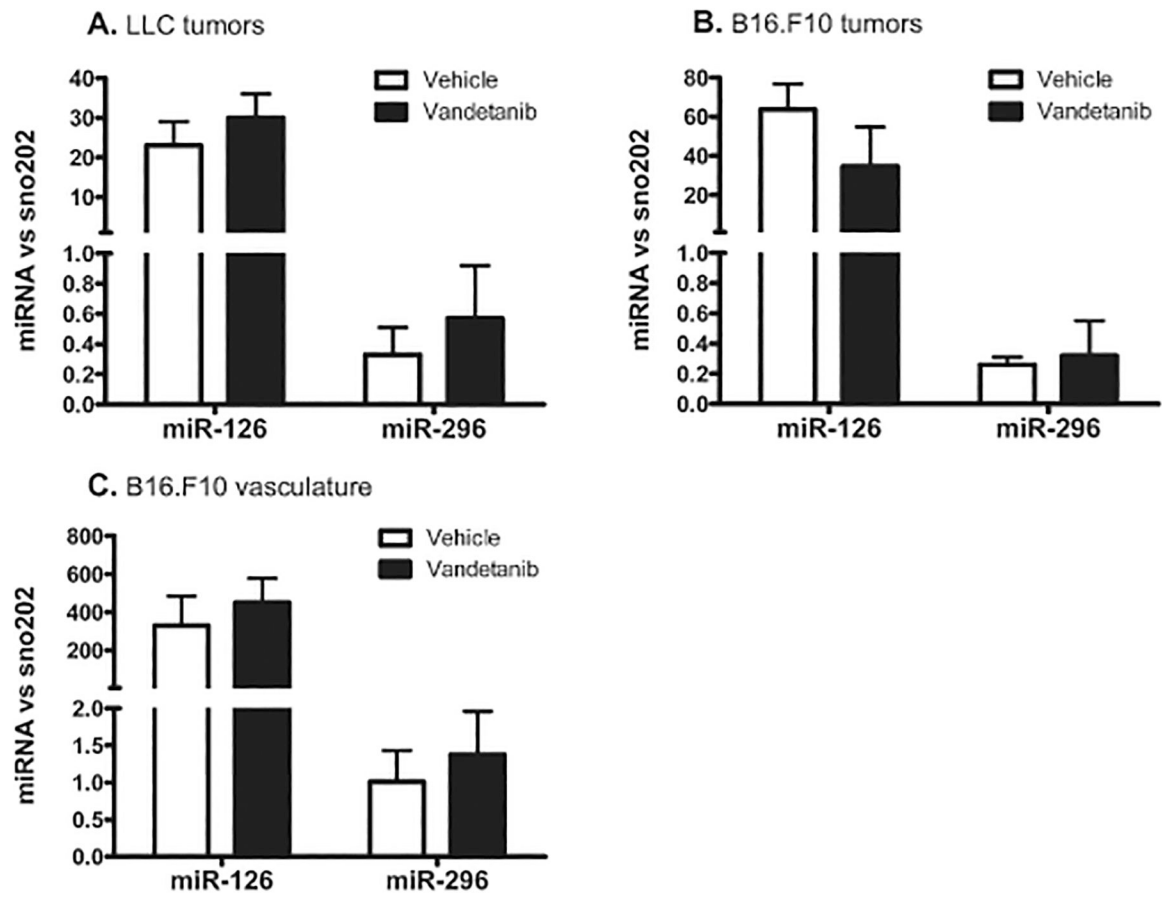 A. LLC tumors
miRNA vs sno202
40
30
20
10
1.0
0.8
0.6
0.4
0.2
0.0
Vehicle
Vandetanib
miR-126 miR-296
B. B16.F10 tumors
miRNA vs sno202
80
60
40
20
1.0
0.8
0.6
0.4
0.2
0.0
Vehicle
Vandetanib
miR-126 miR-296
C. B16.F10 vasculature
miRNA vs sno202
800
600
400
200
2.0
1.5
1.0
0.5
0.0
Vehicle
Vandetanib
miR-126 miR-296